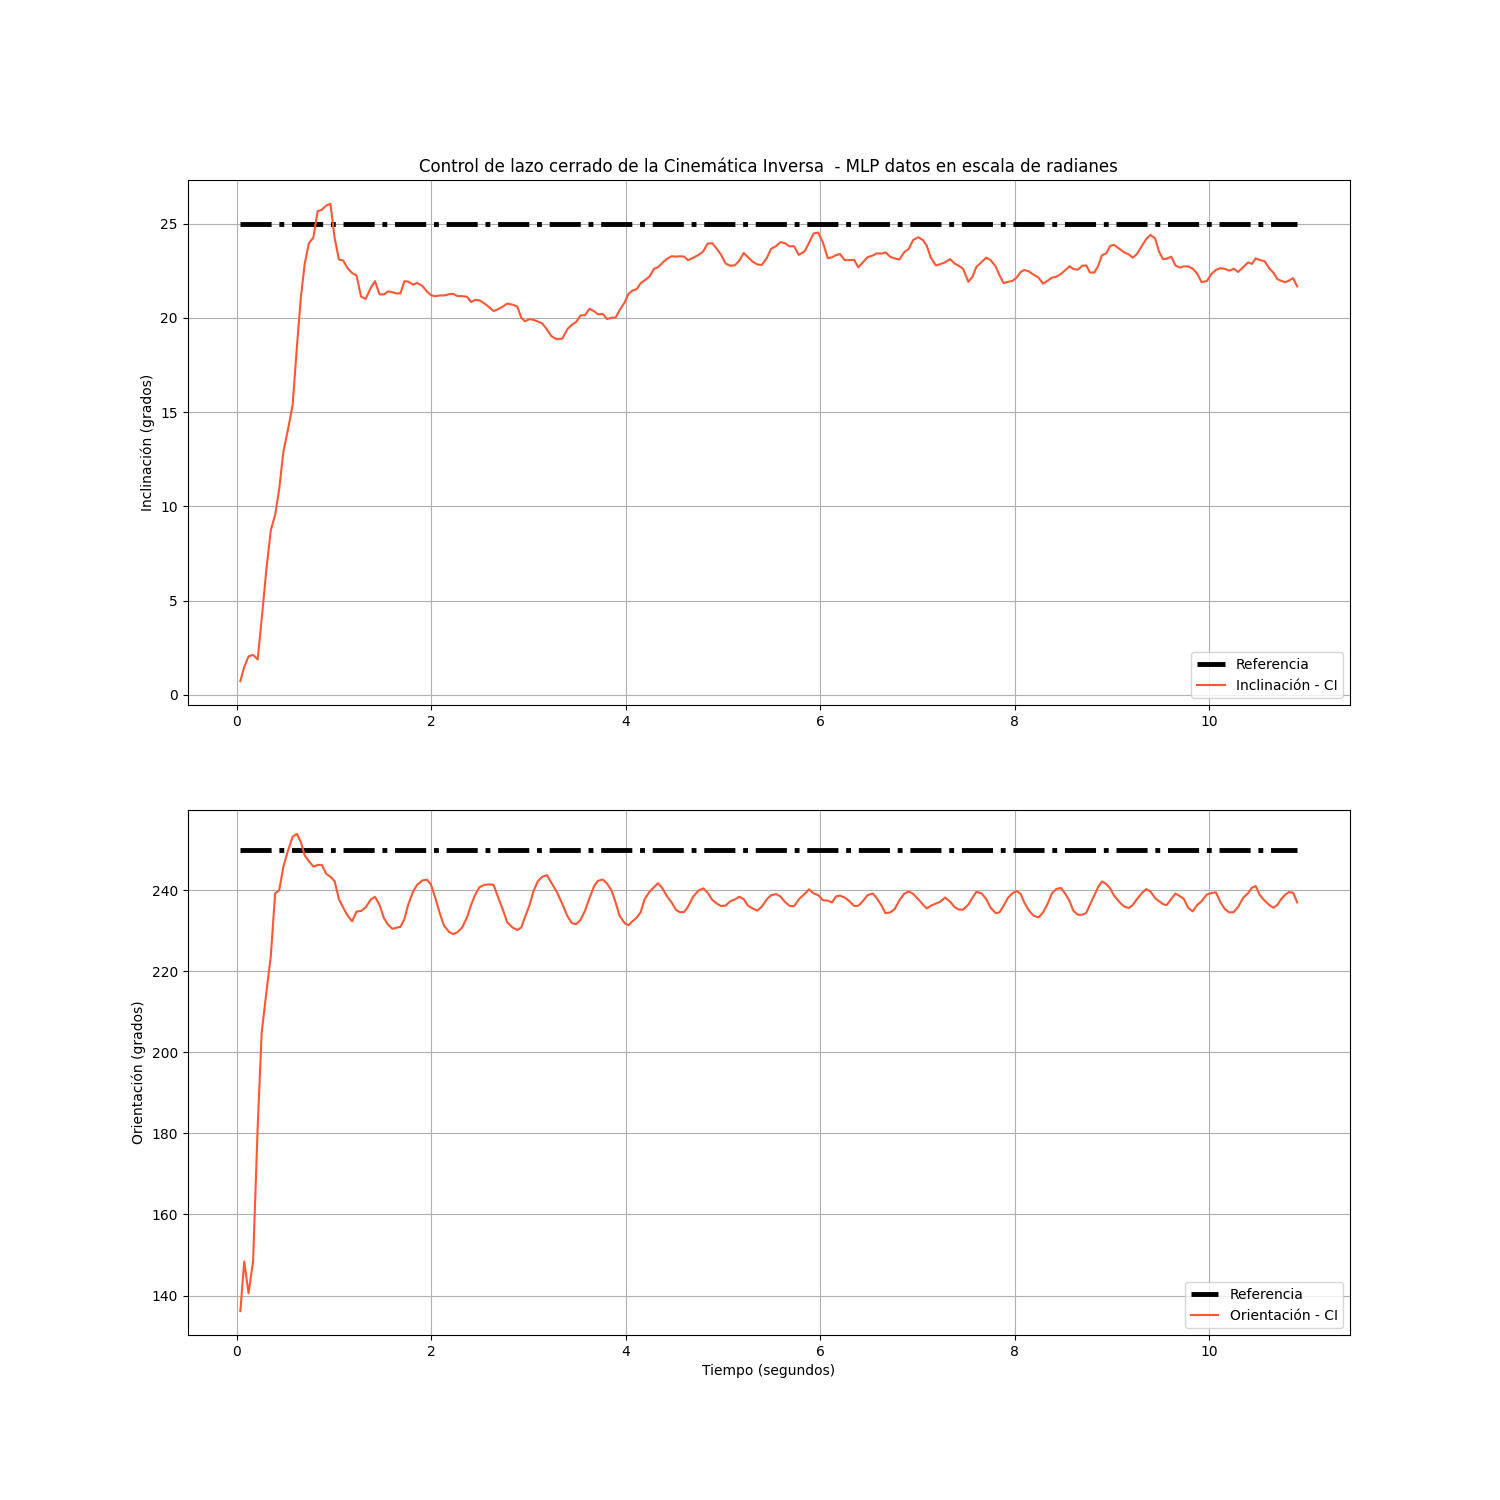 Control de lazo cerrado de la Cinemática Inversa  - MLP datos en escala de radianes
Inclinación (grados)
25
20
15
10
5
0
0 2 4 6 8 10
Referencia
Inclinación - CI
Orientación (grados)
240
220
200
180
160
140
0 2 4 6 8 10
Referencia
Orientación - CI
Tiempo (segundos)